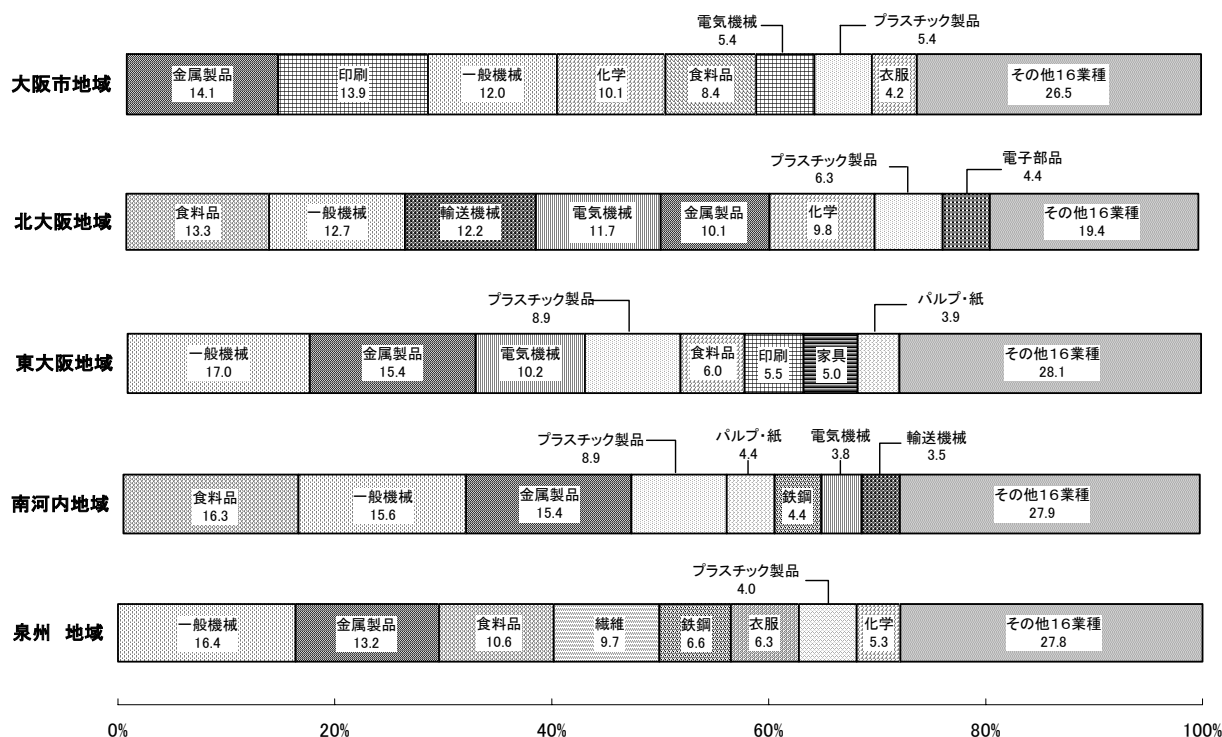 電気機械
5.4
プラスチック製品
5.4
大阪市地域
金属製品
14.1
印刷
13.9
一般機械
12.0
化学
10.1
食料品
8.4
衣服
4.2
その他16業種
26.5
プラスチック製品
6.3
電子部品
4.4
北大阪地域
食料品
13.3
一般機械
12.7
輸送機械
12.2
電気機械
11.7
金属製品
10.1
化学
9.8
その他16業種
19.4
プラスチック製品
8.9
パルプ・紙
3.9
東大阪地域
一般機械
17.0
金属製品
15.4
電気機械
10.2
食料品
6.0
印刷
5.5
家具
5.0
その他16業種
28.1
プラスチック製品
8.9
パルプ・紙
4.4
電気機械
3.8
輸送機械
3.5
南河内地域
食料品
16.3
一般機械
15.6
金属製品
15.4
鉄鋼
4.4
その他16業種
27.9
プラスチック製品
4.0
泉州 地域
一般機械
16.4
金属製品
13.2
食料品
10.6
繊維
9.7
鉄鋼
6.6
衣服
6.3
化学
5.3
その他16業種
27.8
0%
20%
40%
60%
80%
100%